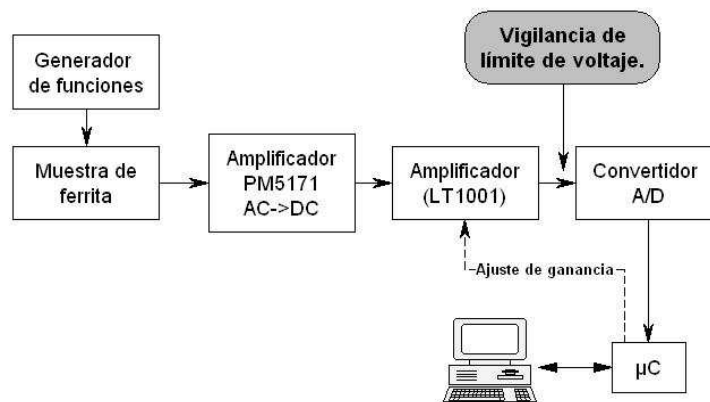 Generador
de funciones
Vigilancia de
límite de voltaje.
Muestra de
ferrita
Amplificador
PM5171
AC->DC
Amplificador
(LT1001)
Convertidor
A/D
Ajuste de ganancia
µC